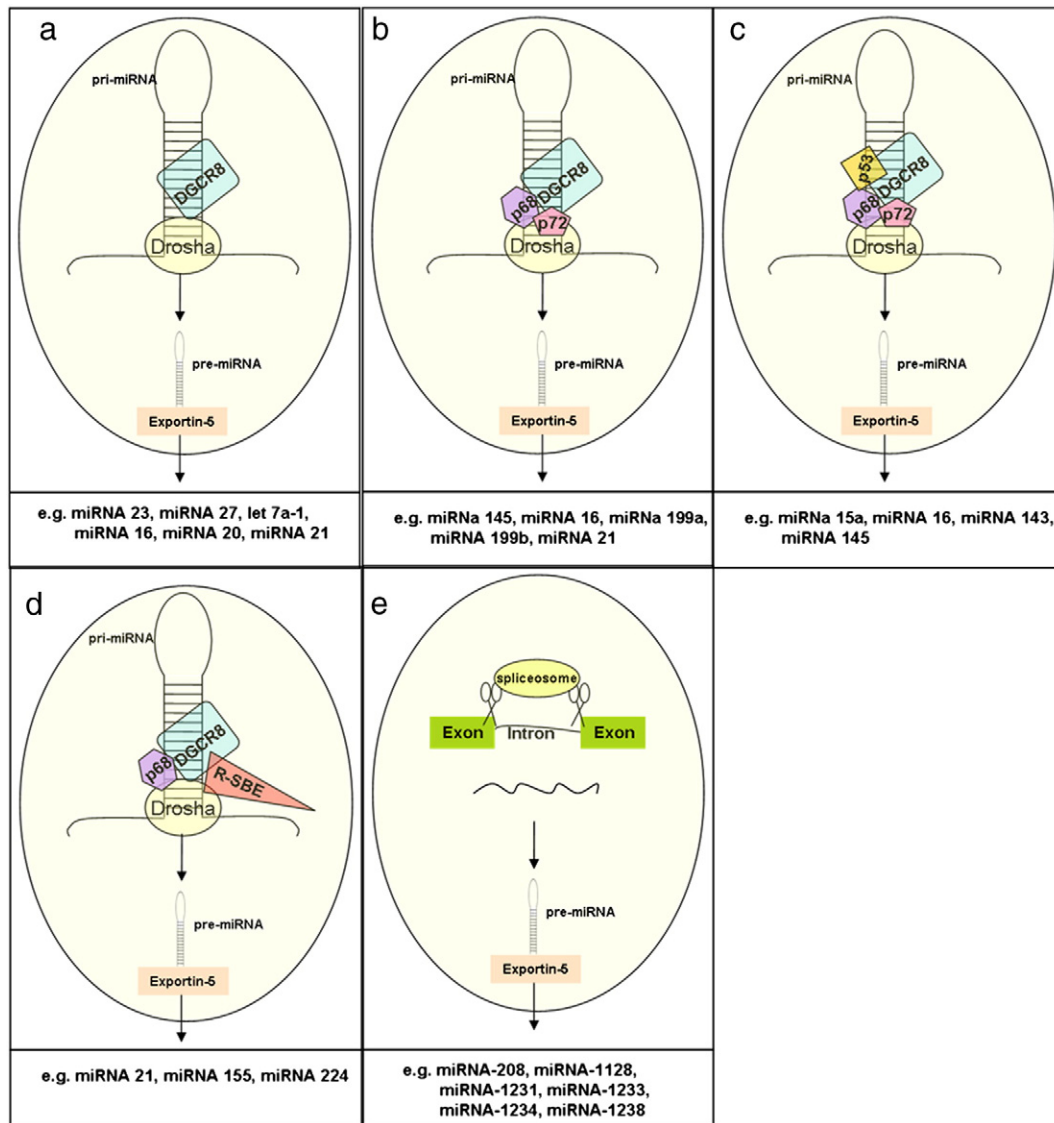 a
pri-miRNA
DGCR8
Drosha
pre-miRNA
Exportin-5
e.g. miRNA 23, miRNA 27, let 7a-1,
miRNA 16, miRNA 20, miRNA 21
b
pri-miRNA
DGCR8
p68
p72
Drosha
pre-miRNA
Exportin-5
e.g. miRNa 145, miRNA 16, miRNa 199a,
miRNA 199b, miRNA 21
c
pri-miRNA
p53
DGCR8
p68
p72
Drosha
pre-miRNA
Exportin-5
e.g. miRNa 15a, miRNA 16, miRNA 143,
miRNA 145
d
pri-miRNA
DGCR8
p68
R-SBE
Drosha
pre-miRNA
Exportin-5
e.g. miRNA 21, miRNA 155, miRNA 224
e
spliceosome
Exon Intron Exon
pre-miRNA
Exportin-5
e.g. miRNA-208, miRNA-1128,
miRNA-1231, miRNA-1233,
miRNA-1234, miRNA-1238